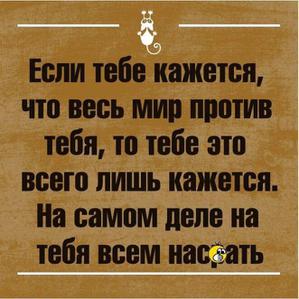 Если тебе кажется,
что весь мир против
тебя, то тебе это
всего лишь кажется.
На самом деле на
тебя всем насрать